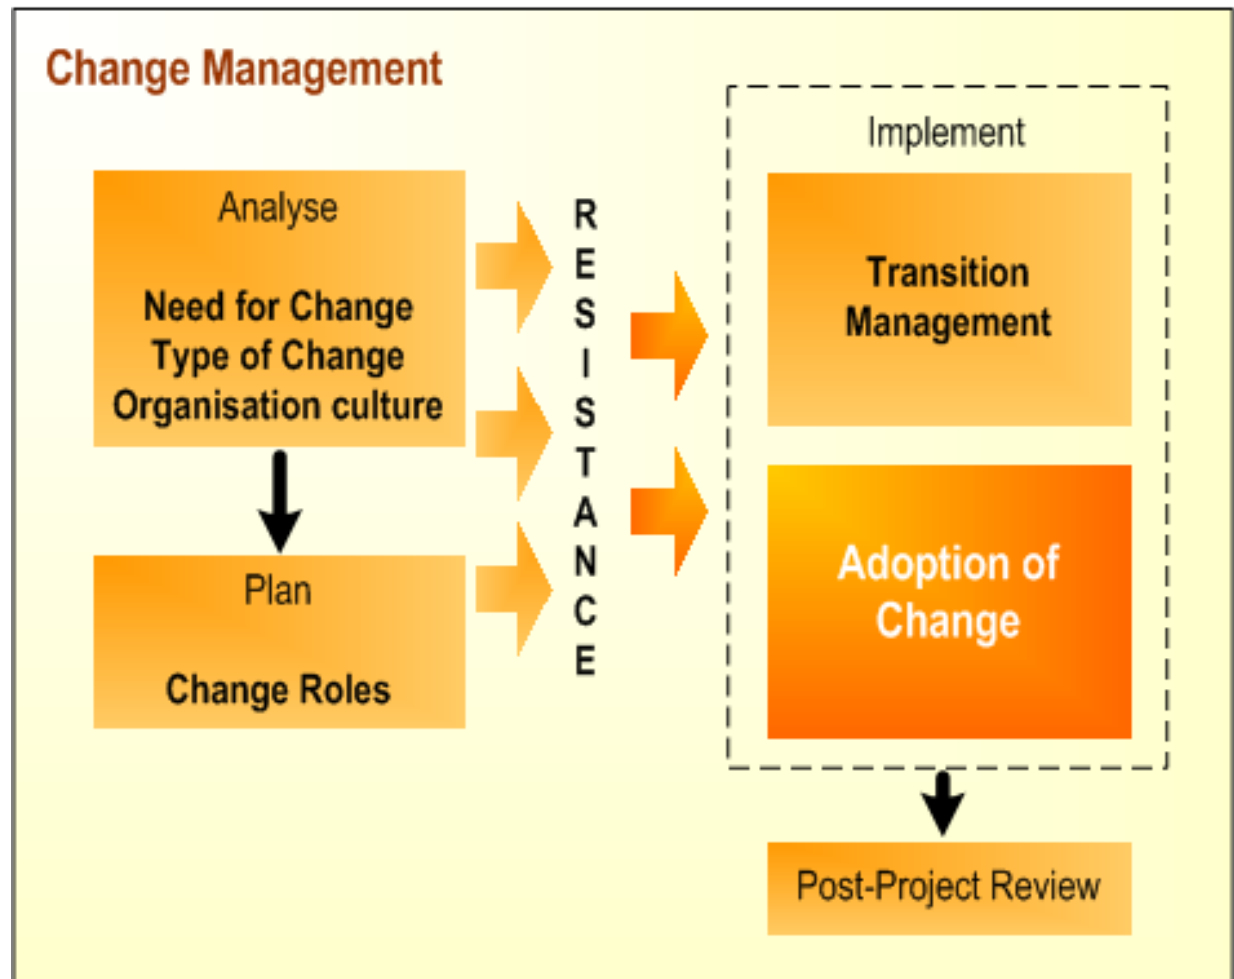 Change Management
Analyse
Need for Change
Type of Change
Organisation culture
Plan
Change Roles
RESISTANCE
Implement
Transition
Management
Adoption of
Change
Post-Project Review